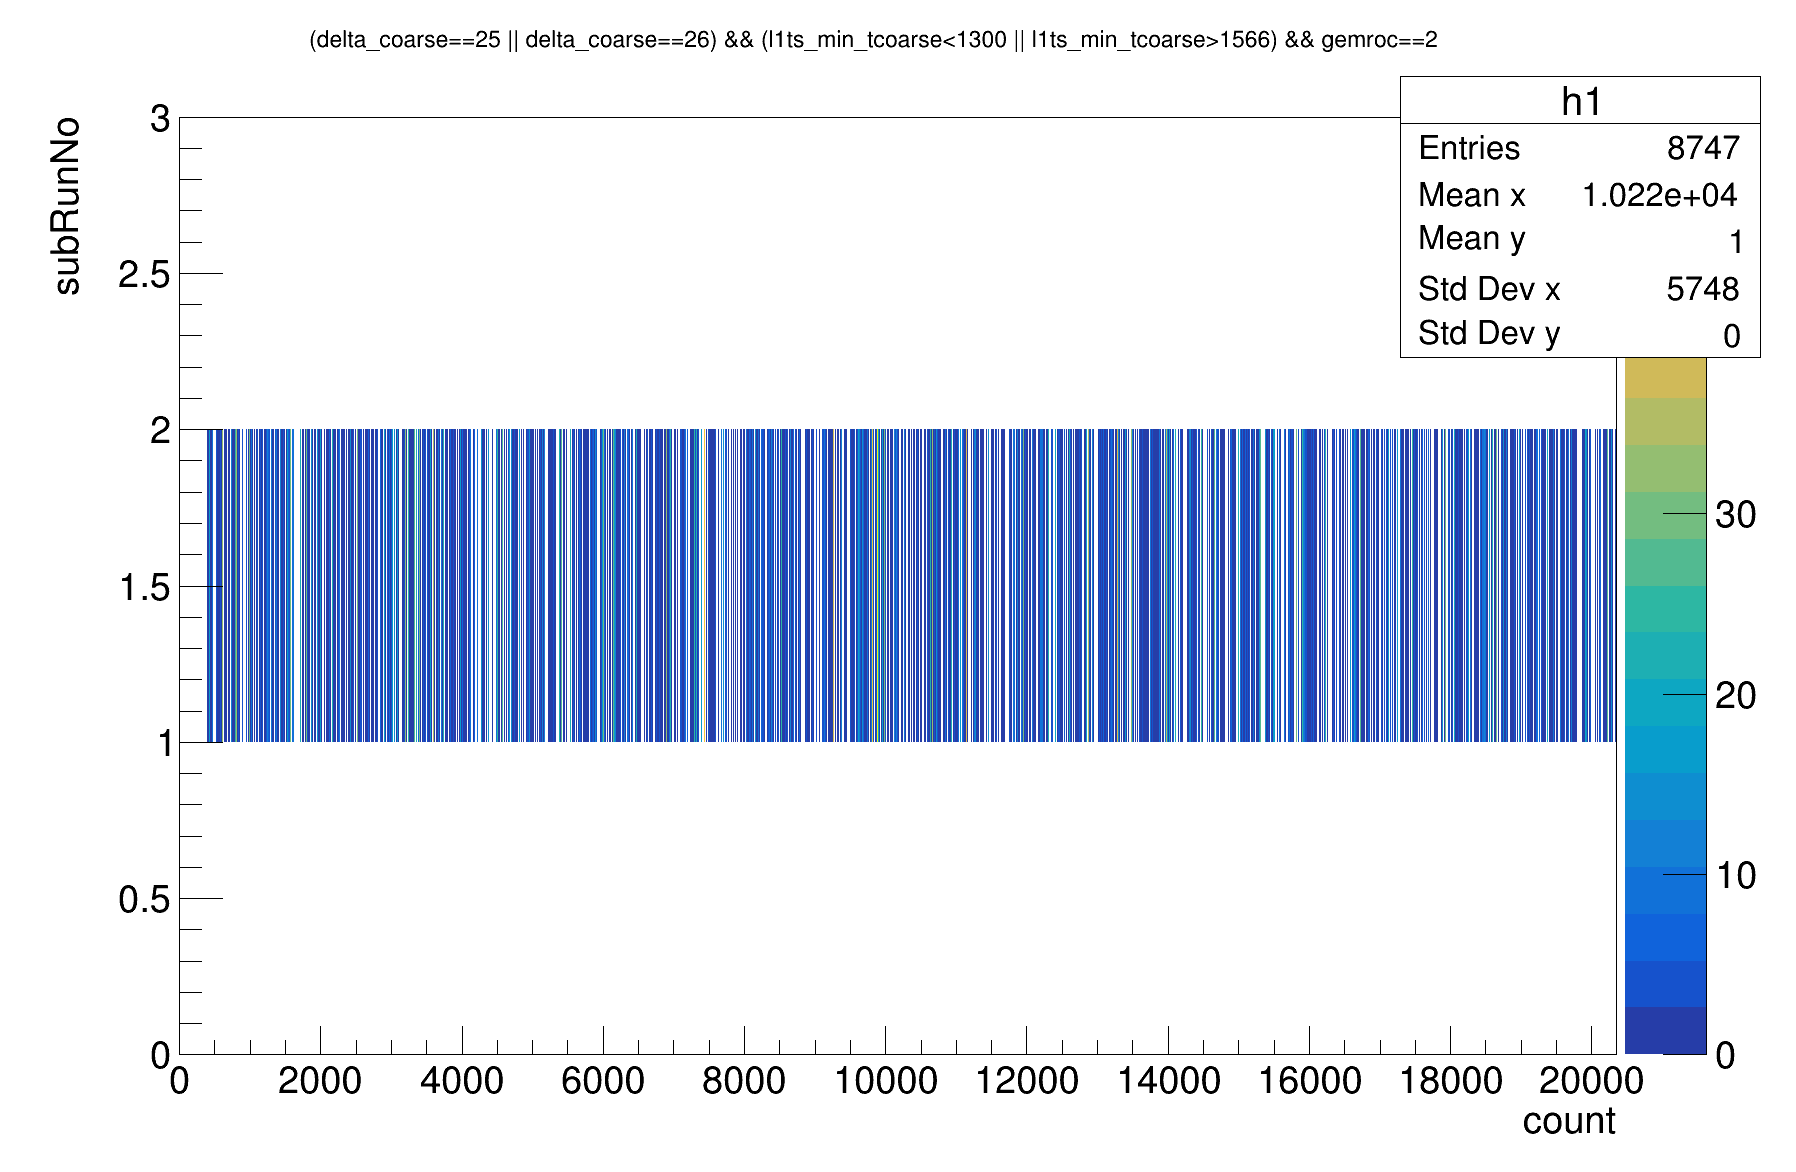 (delta_coarse==25 || delta_coarse==26) && (l1ts_min_tcoarse<1300 || l1ts_min_tcoarse>1566) && gemroc==2
h1
Entries 8747
Mean x 1.022e+04
Mean y 1
Std Dev x 5748
Std Dev y 0
subRunNo
3
2.5
2
1.5
1
0.5
0
0 2000 4000 6000 8000 10000 12000 14000 16000 18000 20000
count
30
20
10
0